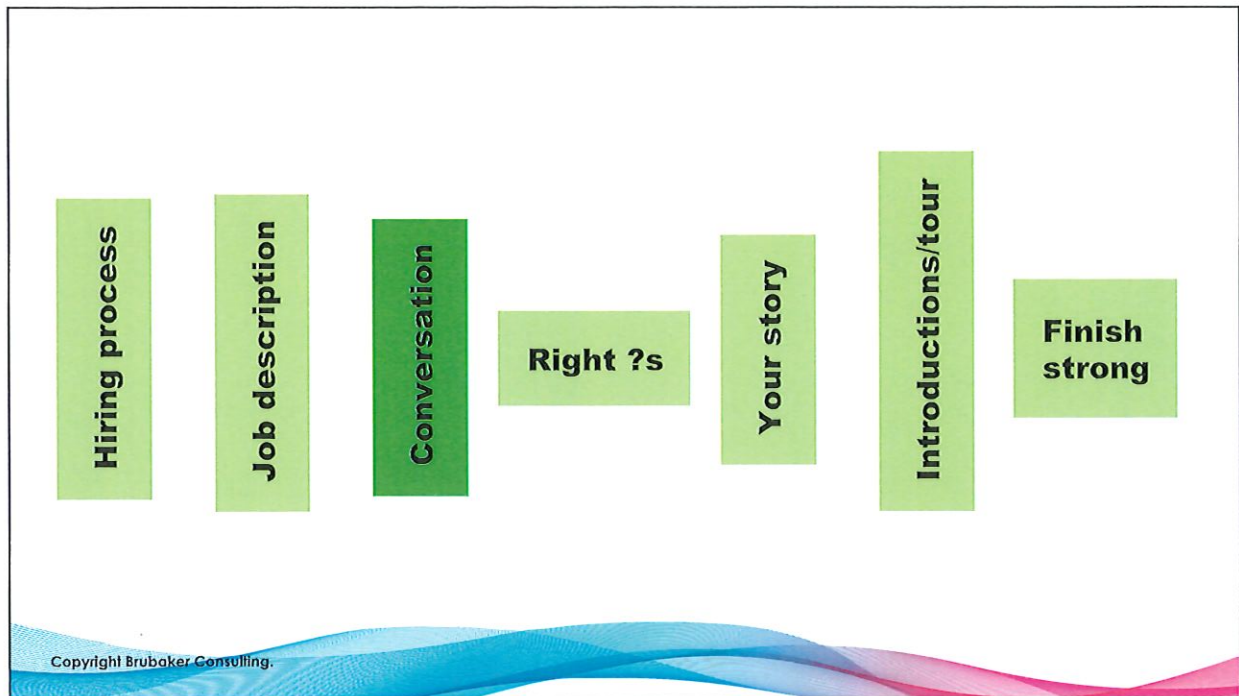 Hiring process
Job description
Conversation
Right ?s
Your story
Introductions/tour
Finish
strong
Copyright Brubaker Consulting.